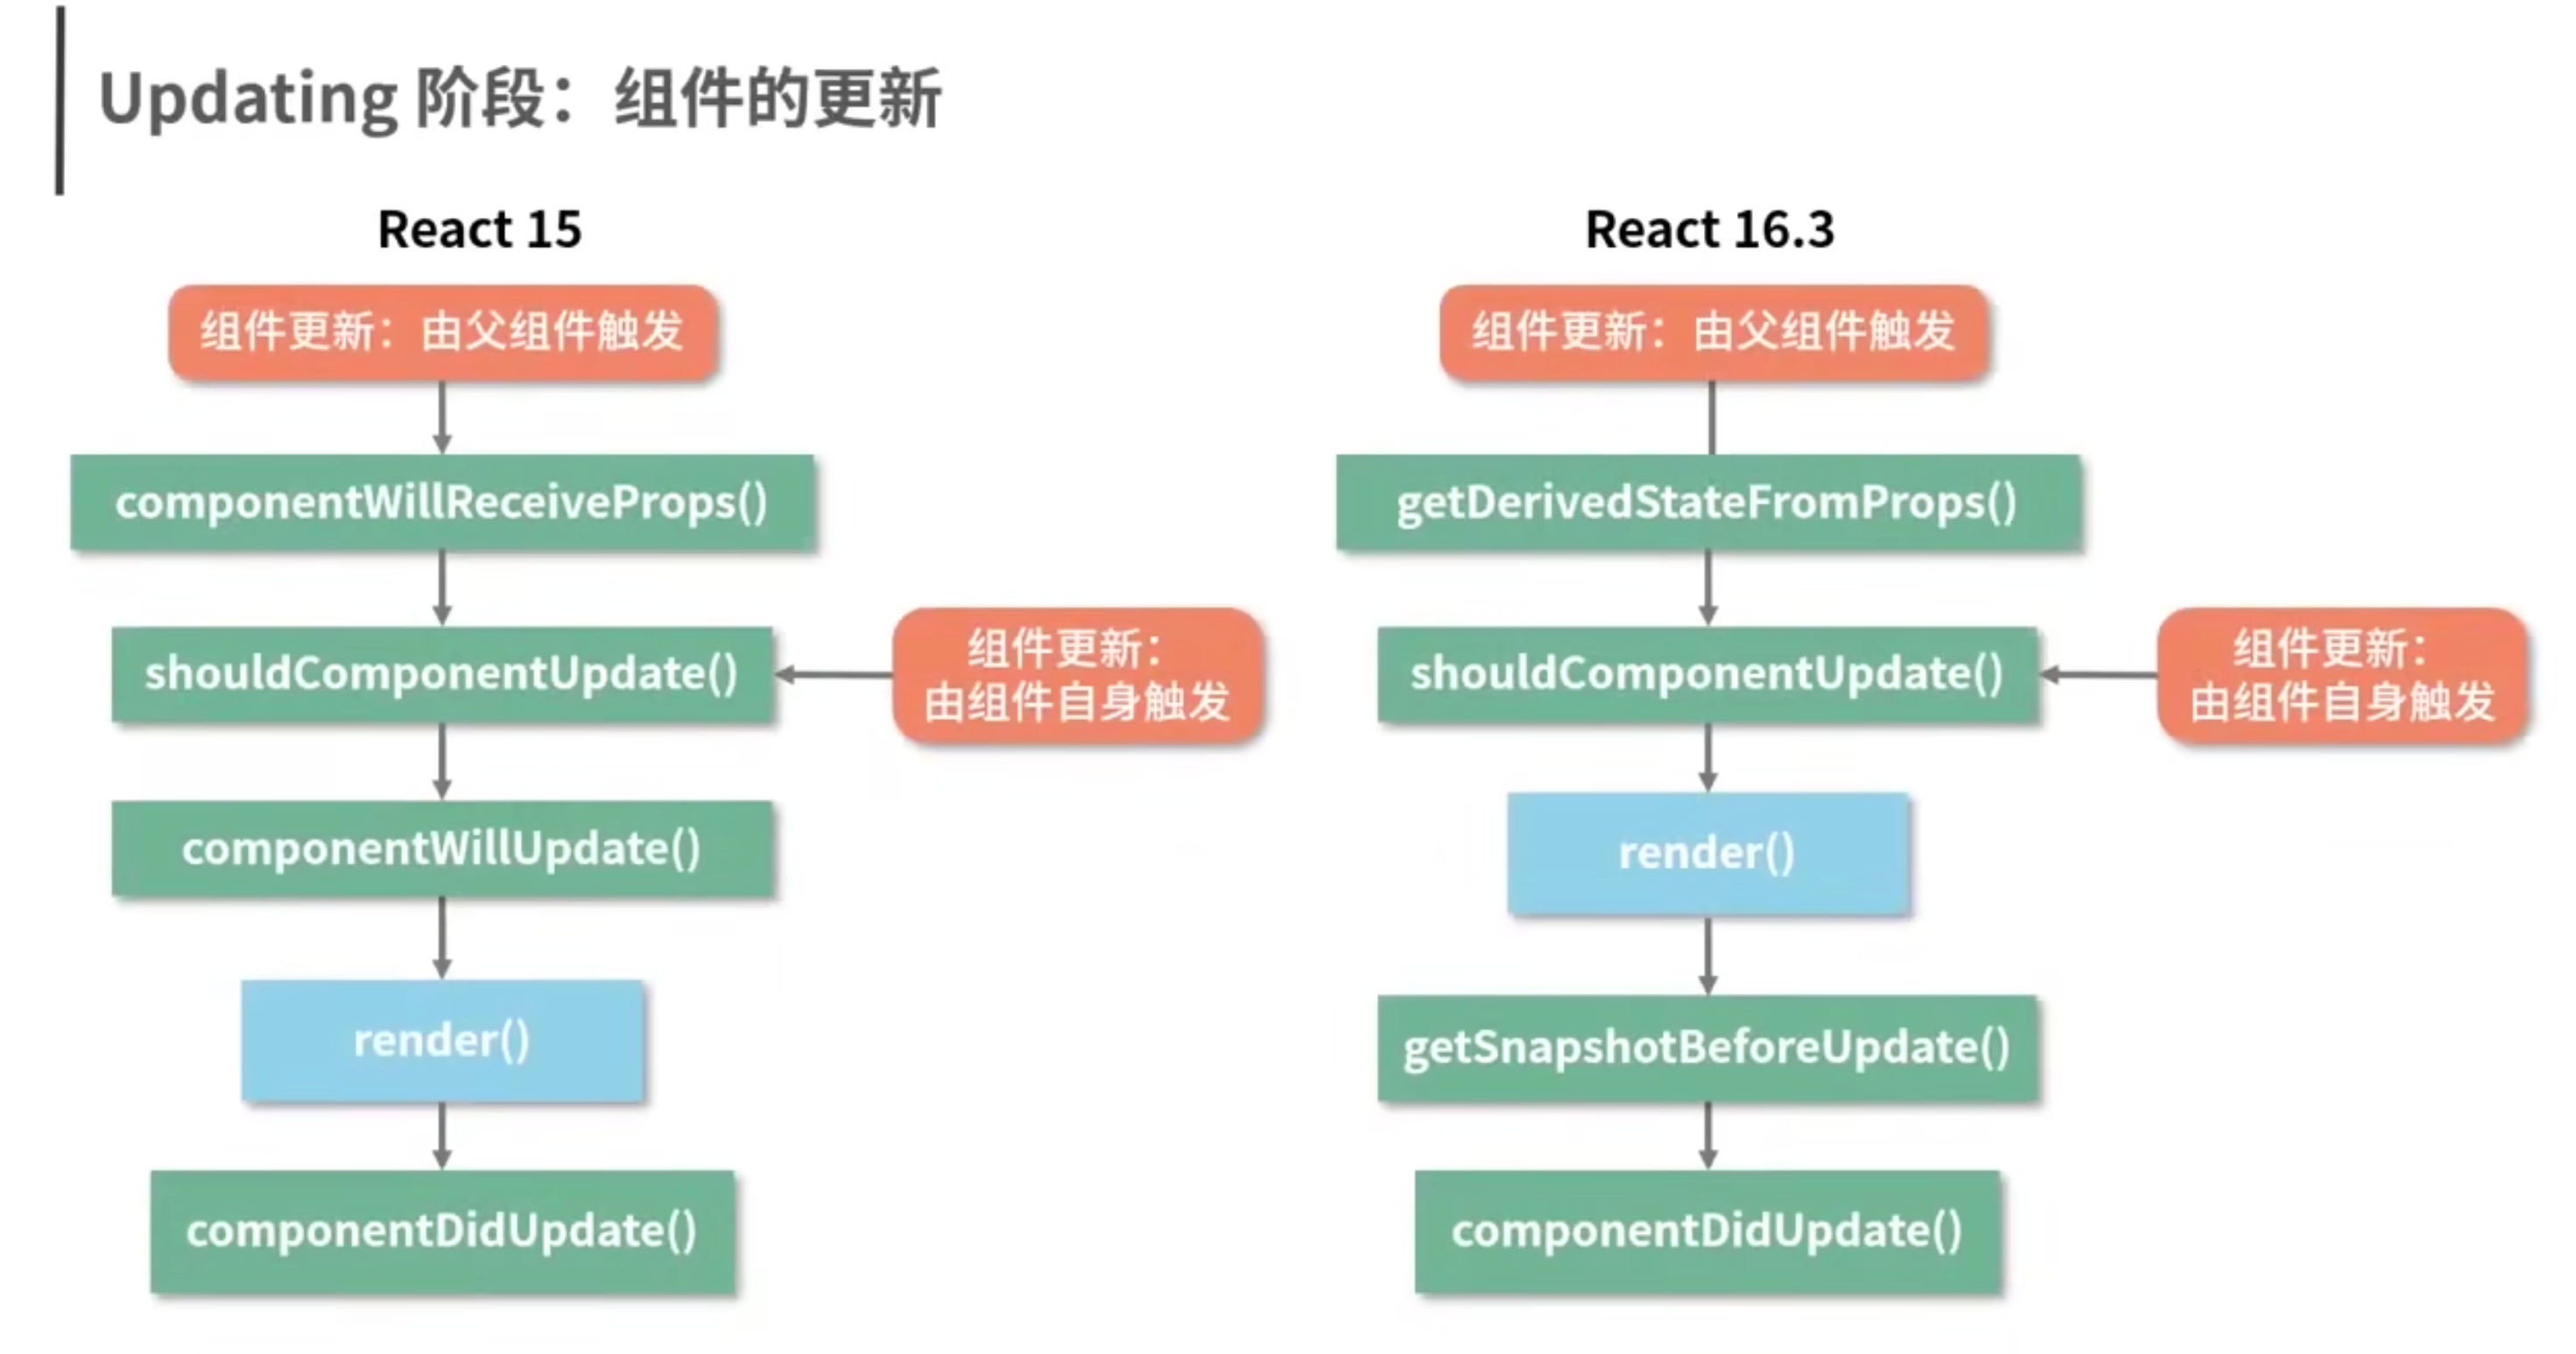 Updating 阶段：组件的更新
React 15
组件更新：由父组件触发
componentWillReceiveProps()
shouldComponentUpdate()
组件更新：
由组件自身触发
componentWillUpdate()
render()
componentDidUpdate()
React 16.3
组件更新：由父组件触发
getDerivedStateFromProps()
shouldComponentUpdate()
组件更新：
由组件自身触发
render()
getSnapshotBeforeUpdate()
componentDidUpdate()